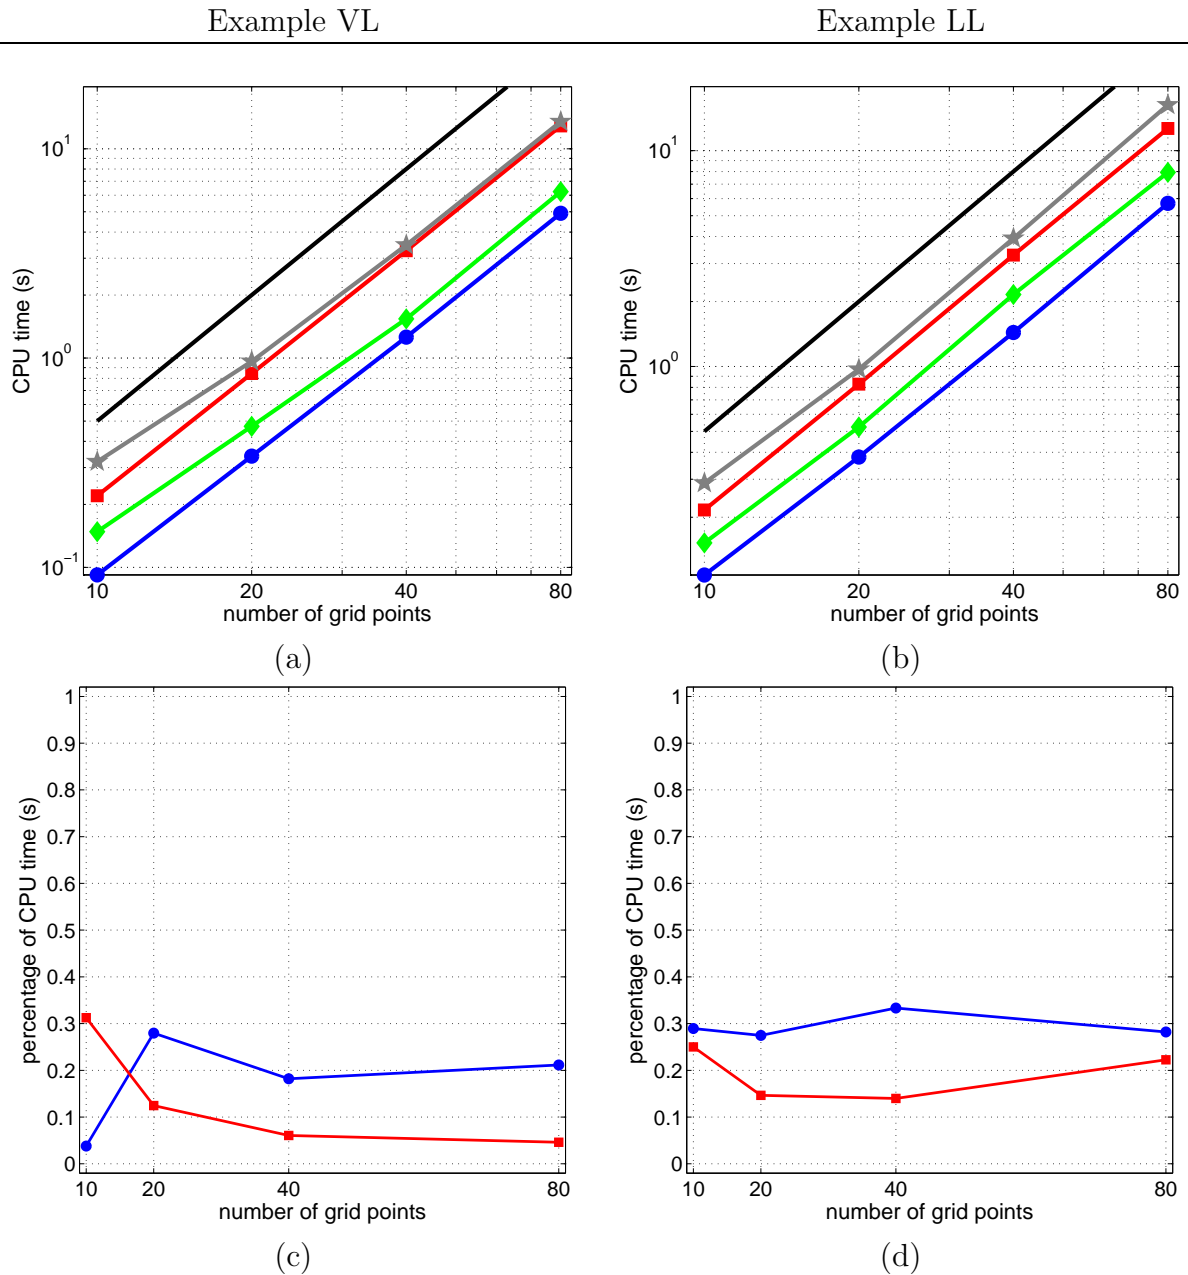 Example VL
Example LL
10^1
10^0
10^-1
CPU time (s)
10 20 40 80
number of grid points
(a)
10^1
10^0
CPU time (s)
10 20 40 80
number of grid points
(b)
1
0.9
0.8
0.7
0.6
0.5
0.4
0.3
0.2
0.1
0
percentage of CPU time (s)
10 20 40 80
number of grid points
(c)
1
0.9
0.8
0.7
0.6
0.5
0.4
0.3
0.2
0.1
0
percentage of CPU time (s)
10 20 40 80
number of grid points
(d)